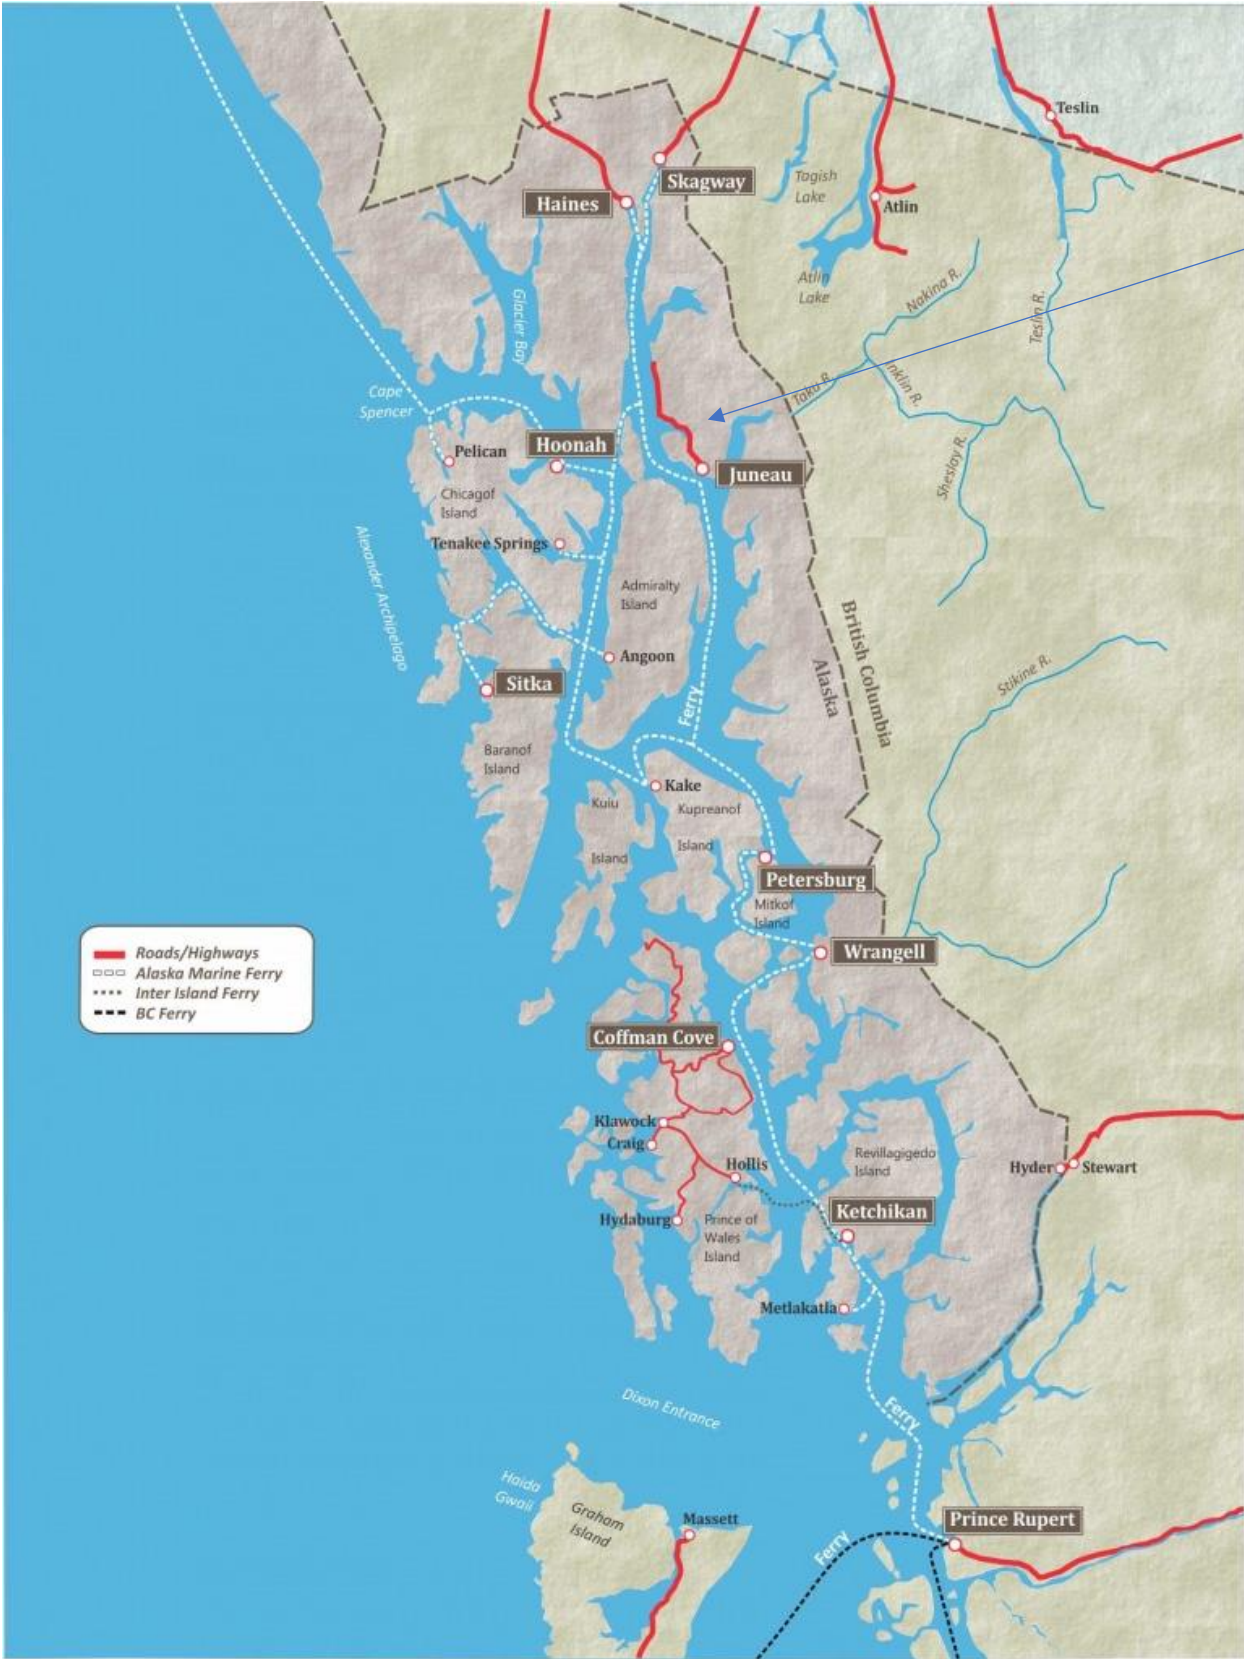 Teslin
Skagway
Tagish
Lake
Haines
Atlin
Atlin
Lake
Nakina R.
Teslin R.
Glacier Bay
Taku R.
Inklin R.
Cape
Spencer
Pelican
Hoonah
Juneau
Sheslay R.
Chicagof
Island
Tenakee Springs
Alexander Archipelago
Admiralty
Island
British Columbia
Alaska
Angoon
Stikine R.
Sitka
Ferry
Baranof
Island
Kake
Kuiu
Island
Kupreanof
Island
Petersburg
Mitkof
Island
Wrangell
Roads/Highways
Alaska Marine Ferry
Inter Island Ferry
BC Ferry
Coffman Cove
Klawock
Craig
Hollis
Revillagigedo
Island
Hyder
Stewart
Hydaburg
Prince of
Wales
Island
Ketchikan
Metlakatla
Dixon Entrance
Ferry
Haida
Gwaii
Graham
Island
Massett
Prince Rupert
Ferry